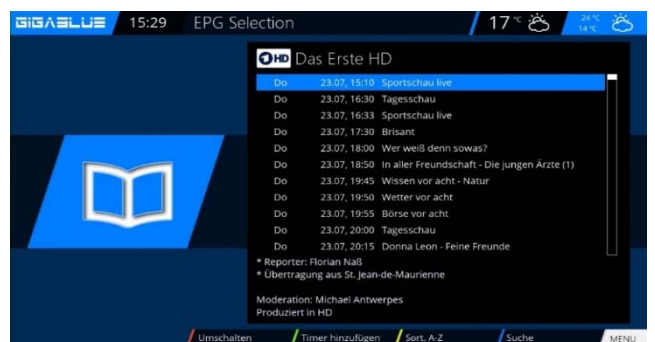 GIGABLUE 15:29 EPG Selection 17 °C 24 °C
14 °C
HD Das Erste HD
Do 23.07, 15:10 Sportschau live
Do 23.07, 16:30 Tagesschau
Do 23.07, 16:33 Sportschau live
Do 23.07, 17:30 Brisant
Do 23.07, 18:00 Wer weiß denn sowas?
Do 23.07, 18:50 In aller Freundschaft - Die jungen Ärzte (1)
Do 23.07, 19:45 Wissen vor acht - Natur
Do 23.07, 19:50 Wetter vor acht
Do 23.07, 19:55 Börse vor acht
Do 23.07, 20:00 Tagesschau
Do 23.07, 20:15 Donna Leon - Feine Freunde
* Reporter: Florian Naß
* Übertragung aus St. Jean-de-Maurienne
Moderation: Michael Antwerpes
Produziert in HD
Umschalten Timer hinzufügen Sort. A-Z Suche MENU